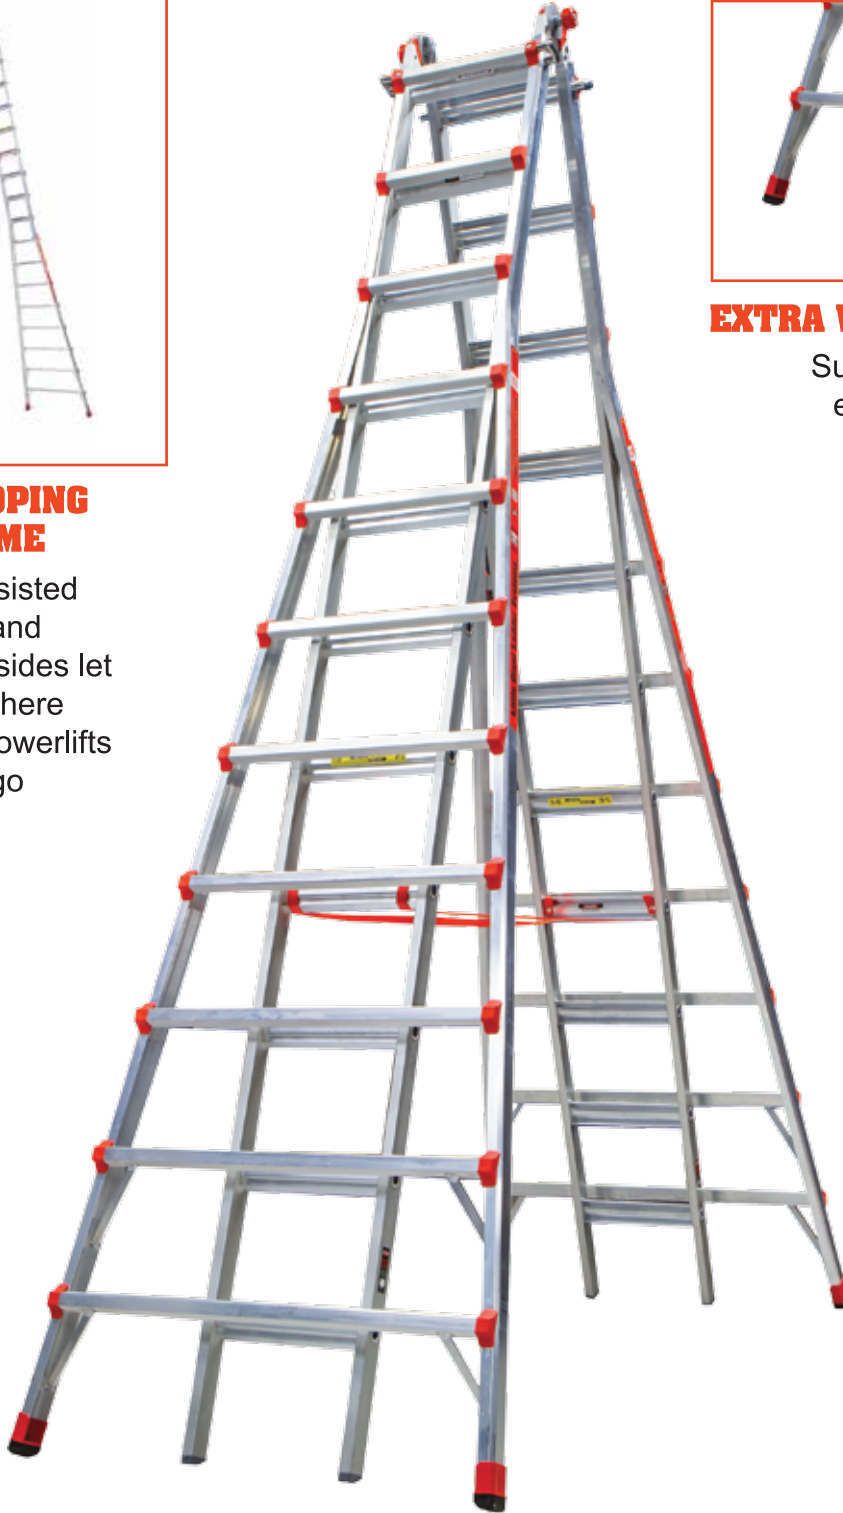 OPING
ME
sisted
and
sides let
here
owerlifts
go
EXTRA
Su
e